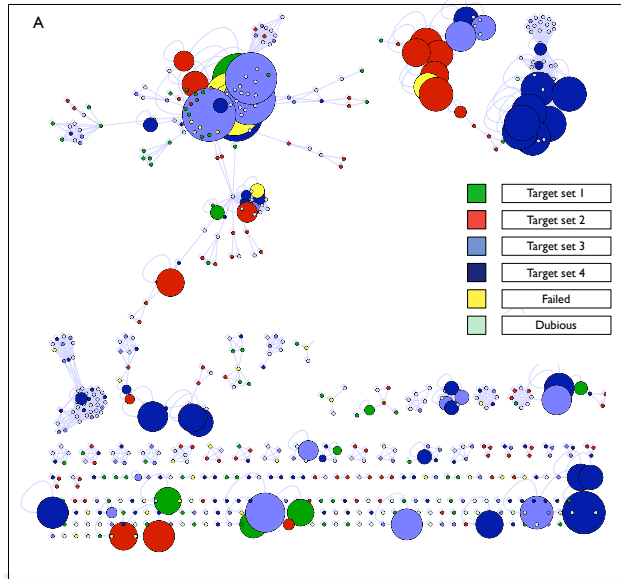 A
Target set 1
Target set 2
Target set 3
Target set 4
Failed
Dubious